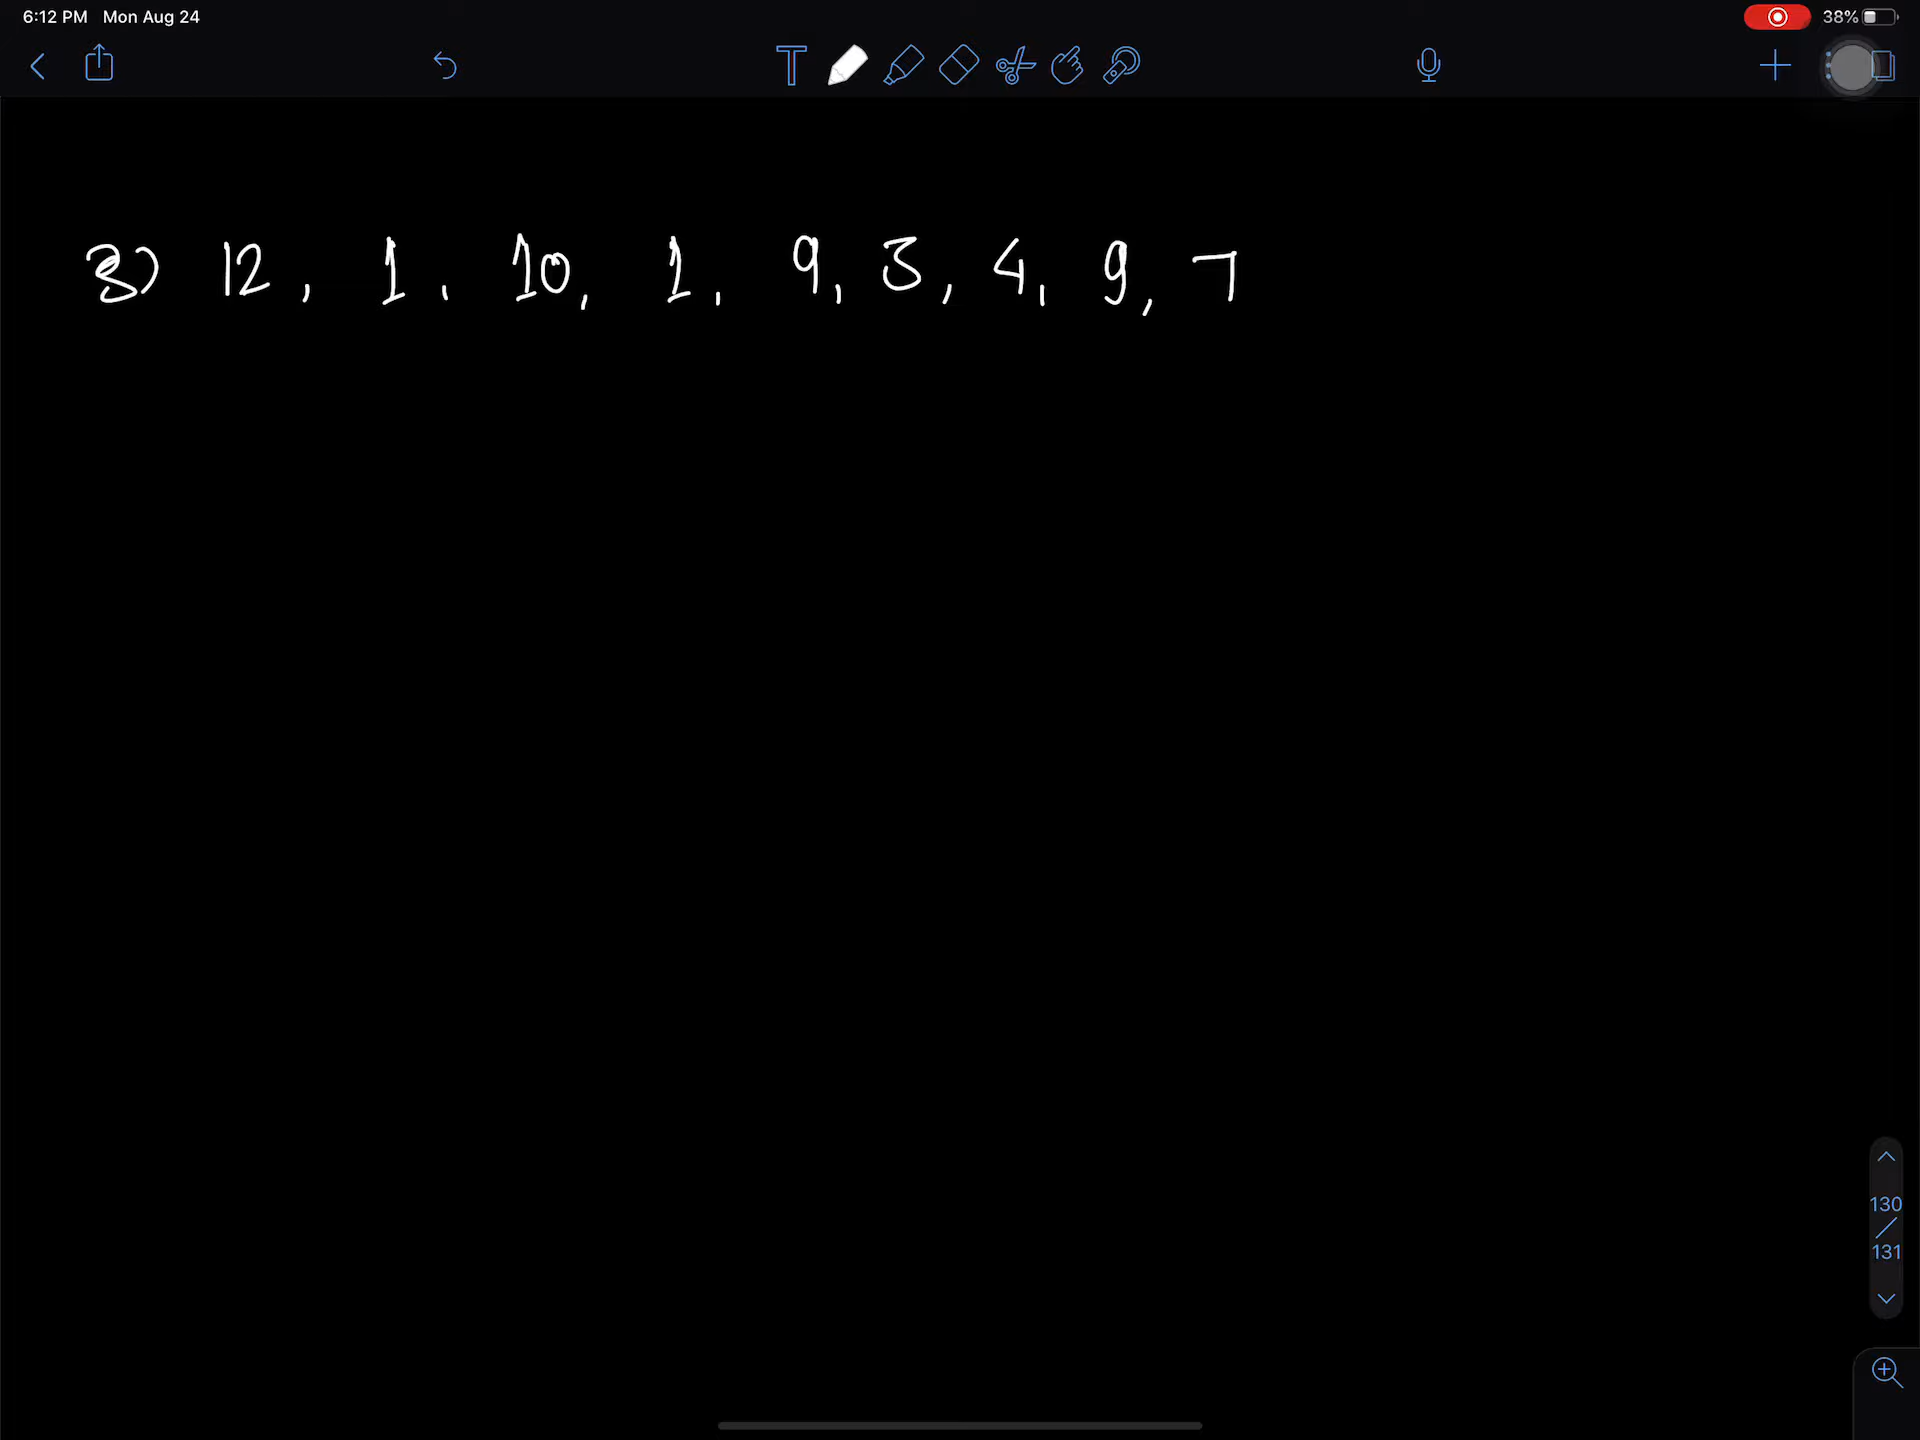 6:12 PM Mon Aug 24
38%
3) 12, 1, 10, 1, 9, 3, 4, 9, 7
130
131